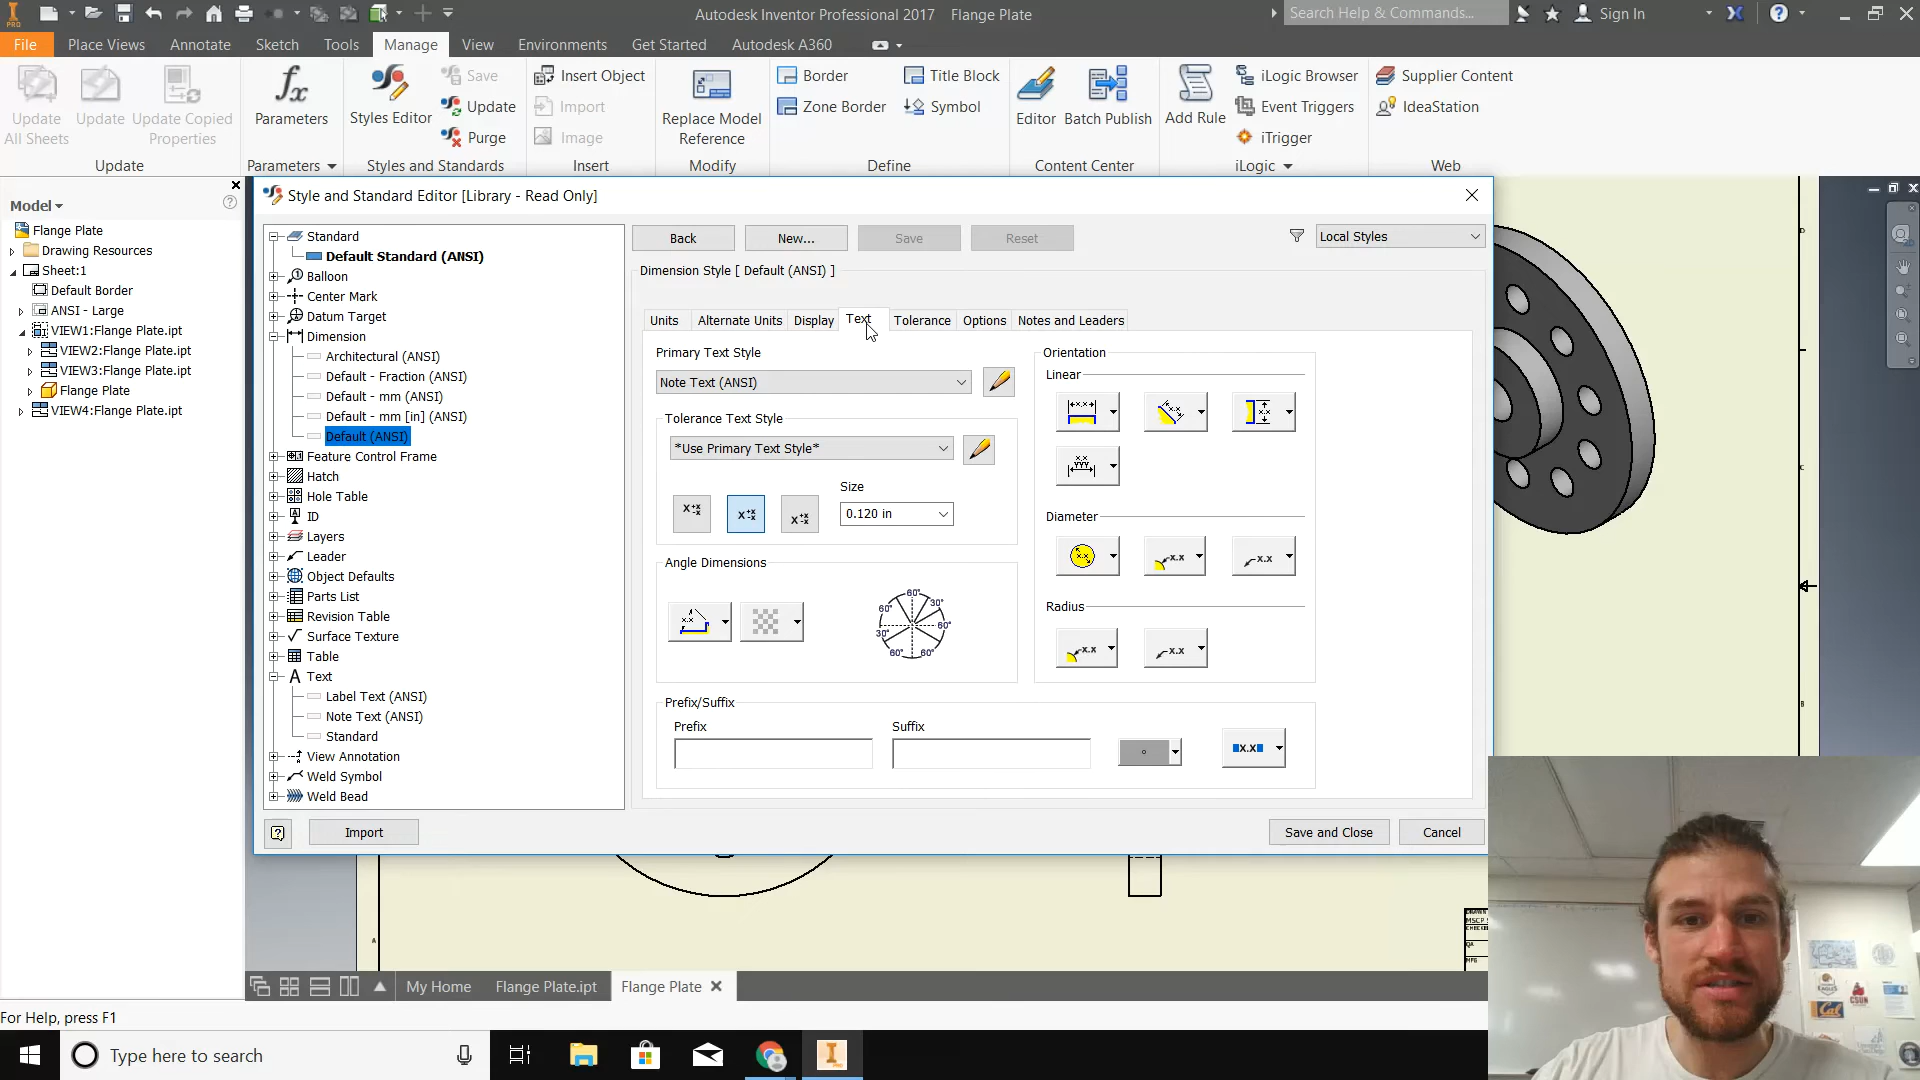 Autodesk Inventor Professional 2017 Flange Plate
Search Help & Commands...
Sign In
PRO
File Place Views Annotate Sketch Tools Manage View Environments Get Started Autodesk A360
Update All Sheets
Update
Update Copied Properties
Update
fx
Parameters
Parameters
Styles Editor
Save
Update
Purge
Styles and Standards
Insert Object
Import
Image
Insert
Replace Model Reference
Modify
Border
Zone Border
Title Block
Symbol
Define
Editor
Batch Publish
Content Center
Add Rule
iLogic Browser
Event Triggers
iTrigger
iLogic
Supplier Content
IdeaStation
Web
Model
Flange Plate
Drawing Resources
Sheet:1
Default Border
ANSI - Large
VIEW1:Flange Plate.ipt
VIEW2:Flange Plate.ipt
VIEW3:Flange Plate.ipt
Flange Plate
VIEW4:Flange Plate.ipt
Style and Standard Editor [Library - Read Only]
Standard
Default Standard (ANSI)
Balloon
Center Mark
Datum Target
Dimension
Architectural (ANSI)
Default - Fraction (ANSI)
Default - mm (ANSI)
Default - mm [in] (ANSI)
Default (ANSI)
Feature Control Frame
Hatch
Hole Table
ID
Layers
Leader
Object Defaults
Parts List
Revision Table
Surface Texture
Table
Text
Label Text (ANSI)
Note Text (ANSI)
Standard
View Annotation
Weld Symbol
Weld Bead
Back New... Save Reset
Local Styles
Dimension Style [ Default (ANSI) ]
Units Alternate Units Display Text Tolerance Options Notes and Leaders
Primary Text Style
Note Text (ANSI)
Tolerance Text Style
*Use Primary Text Style*
Size
0.120 in
Angle Dimensions
60° 60° 30° 30° 60° 60° 60°
Orientation
Linear
Diameter
Radius
Prefix/Suffix
Prefix
Suffix
x.x
Import
Save and Close
Cancel
My Home Flange Plate.ipt Flange Plate
For Help, press F1
Type here to search
EAGLES
CSUN
Cal